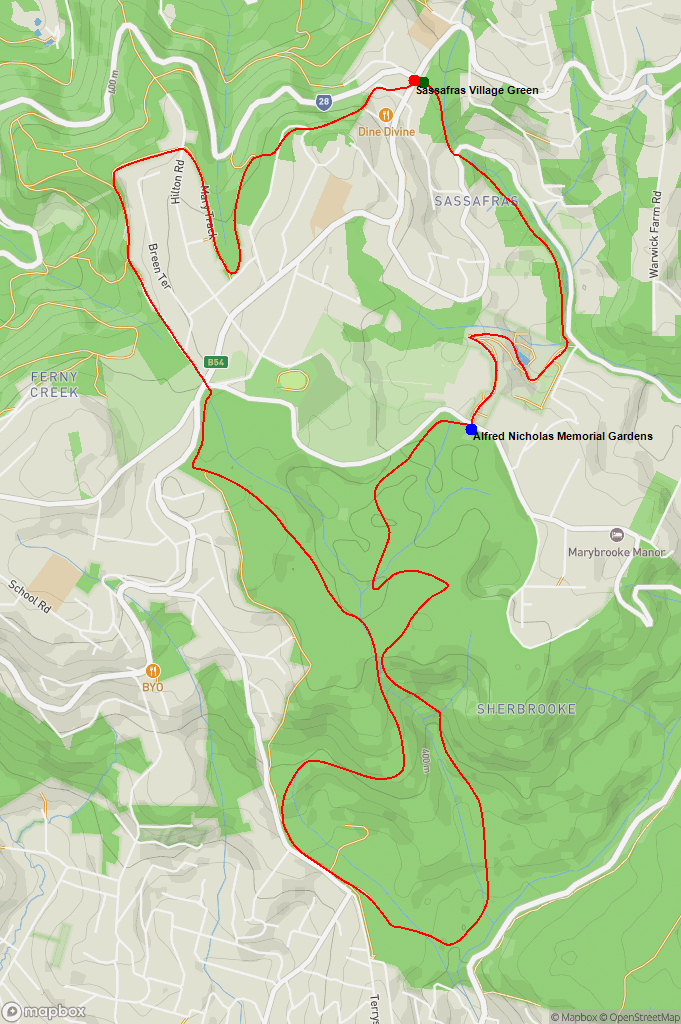 400 m
28
Sassafras Village Green
Dine Divine
Hilton Rd
Mary Track
SASSAFRAS
Warwick Farm Rd
Breen Ter
B54
FERNY
CREEK
Alfred Nicholas Memorial Gardens
Marybrooke Manor
School Rd
BYO
SHERBROOKE
400 m
Terrys
mapbox
© Mapbox © OpenStreetMap